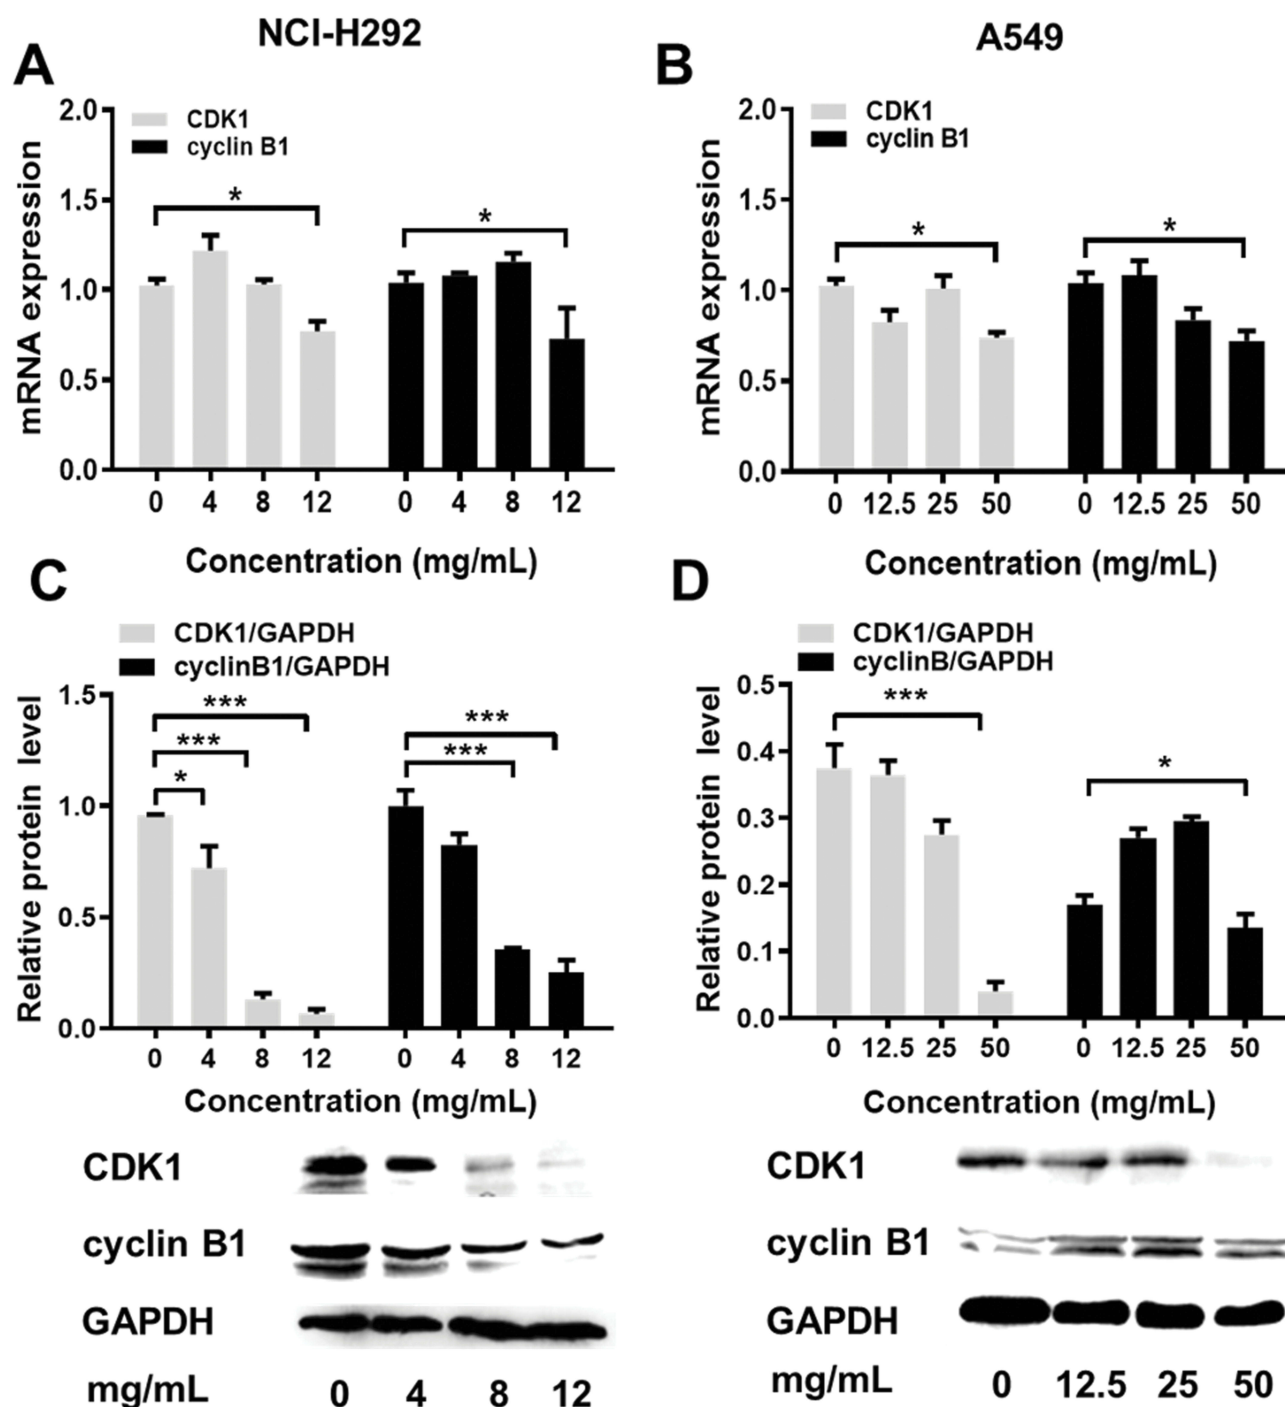 NCI-H292
A549
A
B
CDK1
cyclin B1
*
*
2.0
1.5
1.0
0.5
0.0
mRNA expression
0 4 8 12 0 4 8 12
Concentration (mg/mL)
CDK1
cyclin B1
*
*
2.0
1.5
1.0
0.5
0.0
mRNA expression
0 12.5 25 50 0 12.5 25 50
Concentration (mg/mL)
C
D
CDK1/GAPDH
cyclinB1/GAPDH
***
***
*
***
***
1.5
1.0
0.5
0.0
Relative protein level
0 4 8 12 0 4 8 12
Concentration (mg/mL)
CDK1/GAPDH
cyclinB/GAPDH
***
*
0.5
0.4
0.3
0.2
0.1
0.0
Relative protein level
0 12.5 25 50 0 12.5 25 50
Concentration (mg/mL)
CDK1
cyclin B1
GAPDH
mg/mL 0 4 8 12
CDK1
cyclin B1
GAPDH
mg/mL 0 12.5 25 50